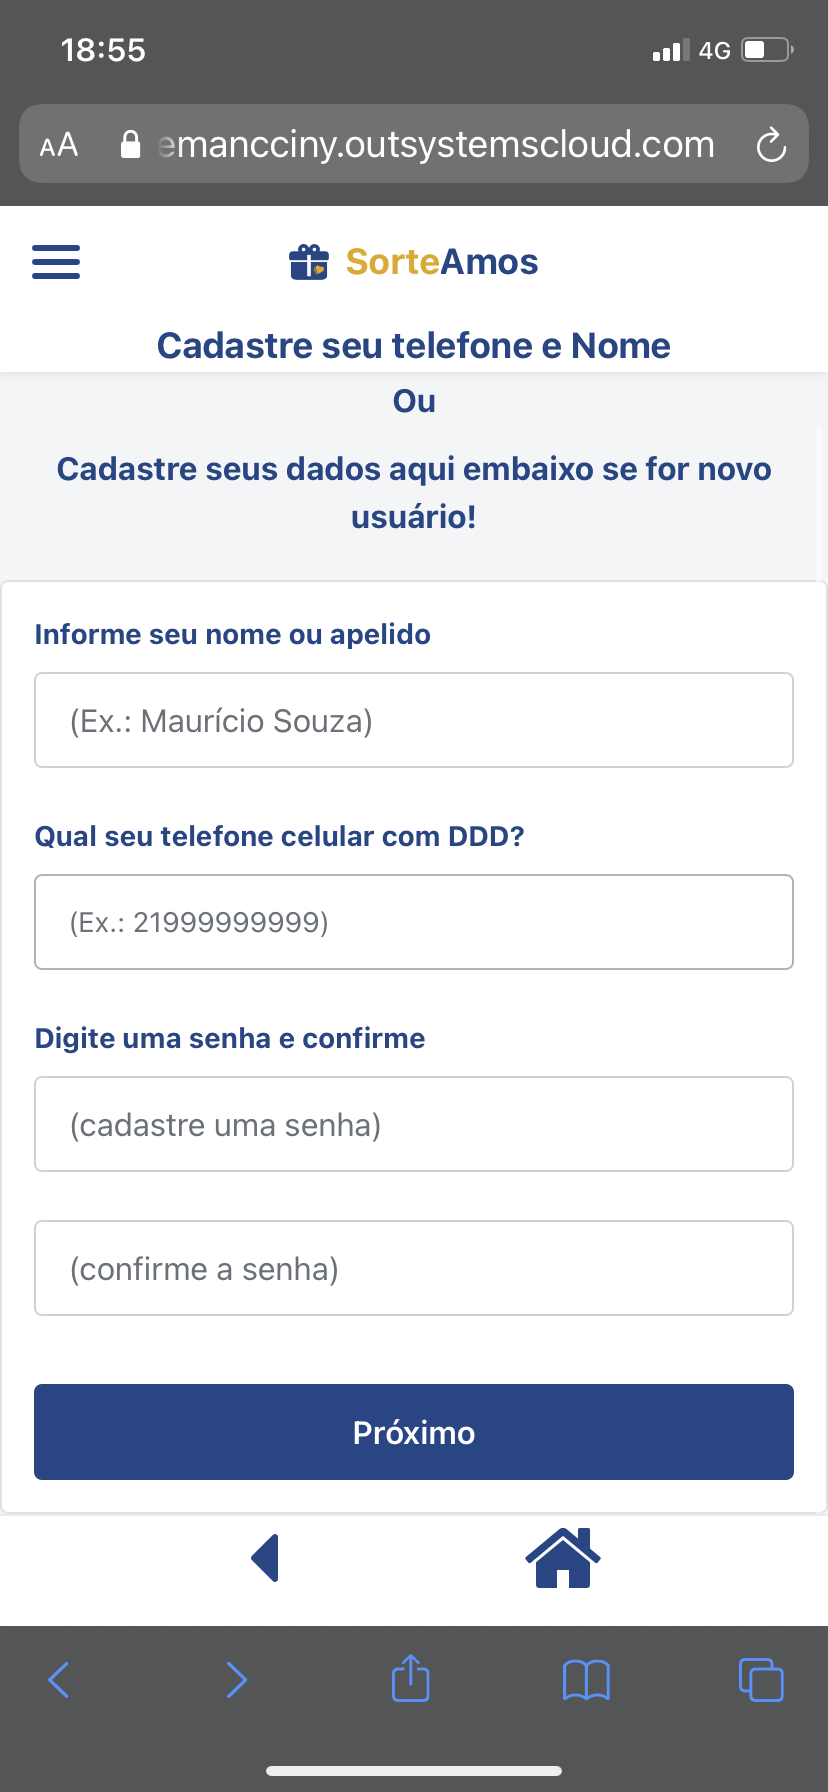 18:55
4G
AA
emancciny.outsystemscloud.com
SorteAmos
Cadastre seu telefone e Nome
Ou
Cadastre seus dados aqui embaixo se for novo
usuário!
Informe seu nome ou apelido
(Ex.: Maurício Souza)
Qual seu telefone celular com DDD?
(Ex.: 21999999999)
Digite uma senha e confirme
(cadastre uma senha)
(confirme a senha)
Próximo